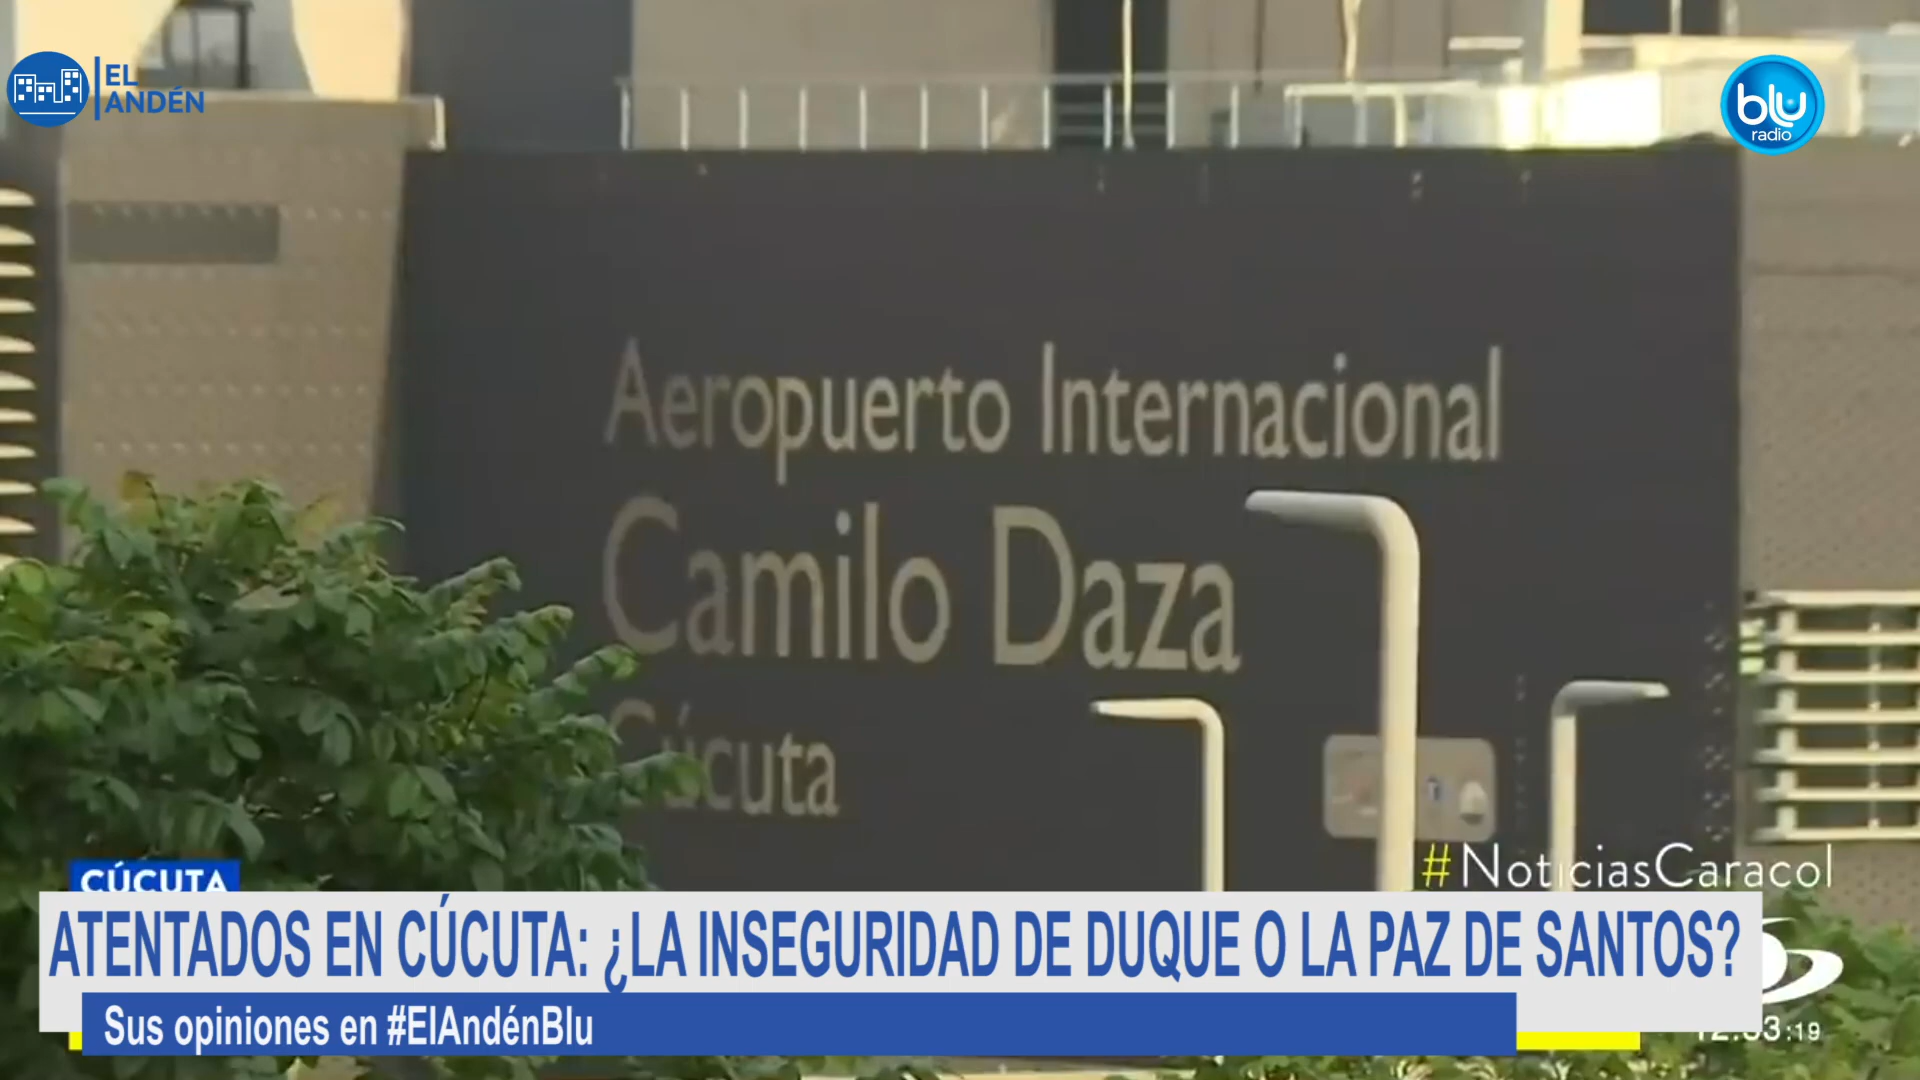 EL
ANDÉN
blu
radio
Aeropuerto Internacional
Camilo Daza
Cúcuta
#NoticiasCaracol
CÚCUTA
ATENTADOS EN CÚCUTA: ¿LA INSEGURIDAD DE DUQUE O LA PAZ DE SANTOS?
Sus opiniones en #ElAndénBlu